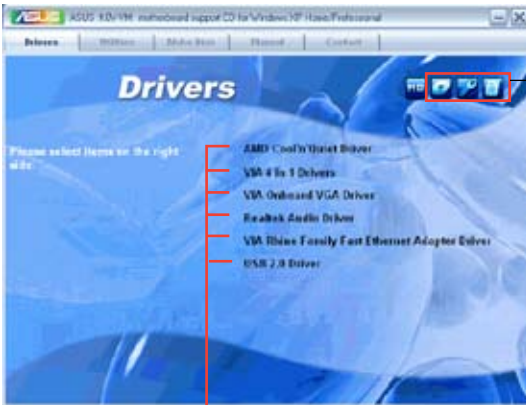 ASUS K8V-VM motherboard support CD for Windows XP Home/Professional
Drivers Utilities Make Disk Manual Contact
Drivers
Please select items on the right
side.
AMD Cool'n'Quiet Driver
VIA 4 In 1 Drivers
VIA Onboard VGA Driver
Realtek Audio Driver
VIA Rhine Family Fast Ethernet Adapter Driver
USB 2.0 Driver